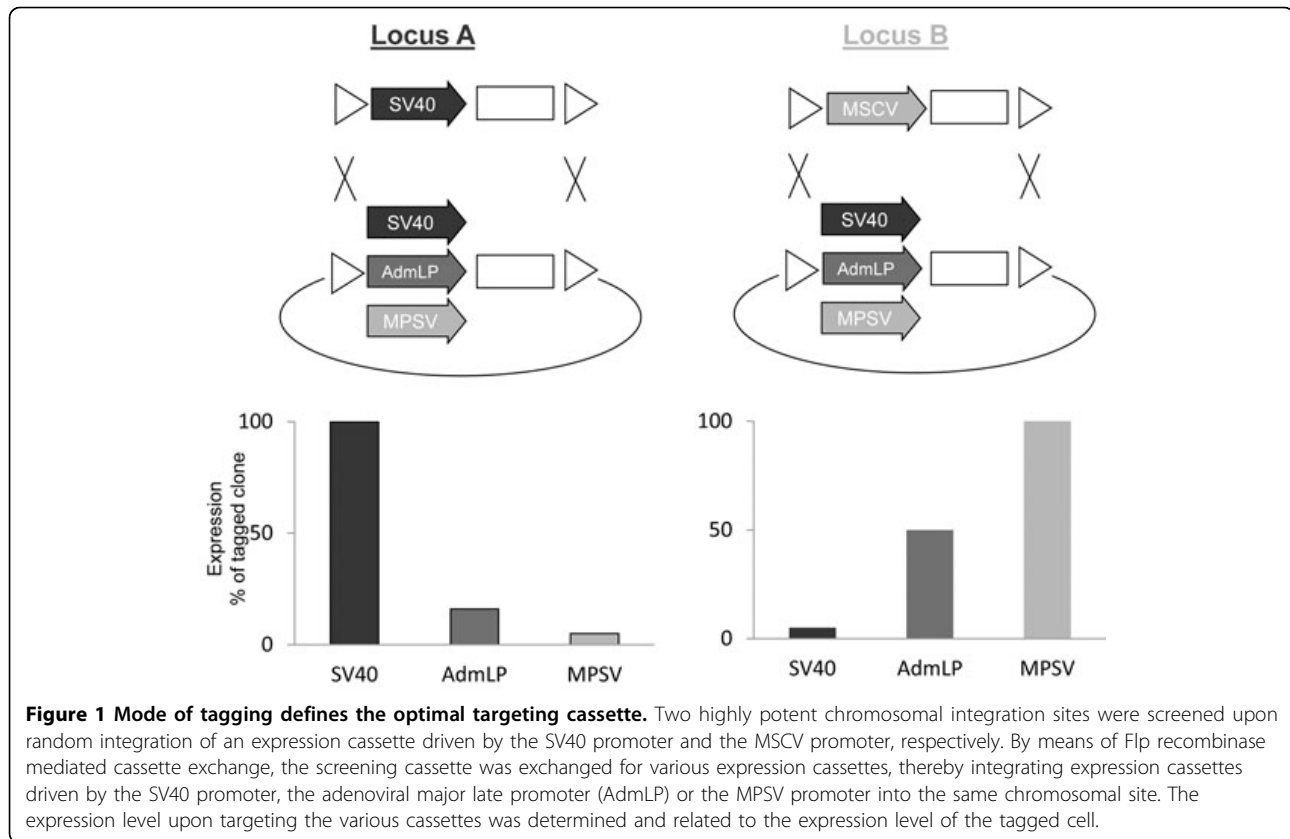 Locus A
Locus B
SV40
MSCV
SV40
AdmLP
MPSV
SV40
AdmLP
MPSV
Expression
% of tagged clone
100
50
0
SV40 AdmLP MPSV
100
50
0
SV40 AdmLP MPSV
Figure 1 Mode of tagging defines the optimal targeting cassette. Two highly potent chromosomal integration sites were screened upon
random integration of an expression cassette driven by the SV40 promoter and the MSCV promoter, respectively. By means of Flp recombinase
mediated cassette exchange, the screening cassette was exchanged for various expression cassettes, thereby integrating expression cassettes
driven by the SV40 promoter, the adenoviral major late promoter (AdmLP) or the MPSV promoter into the same chromosomal site. The
expression level upon targeting the various cassettes was determined and related to the expression level of the tagged cell.